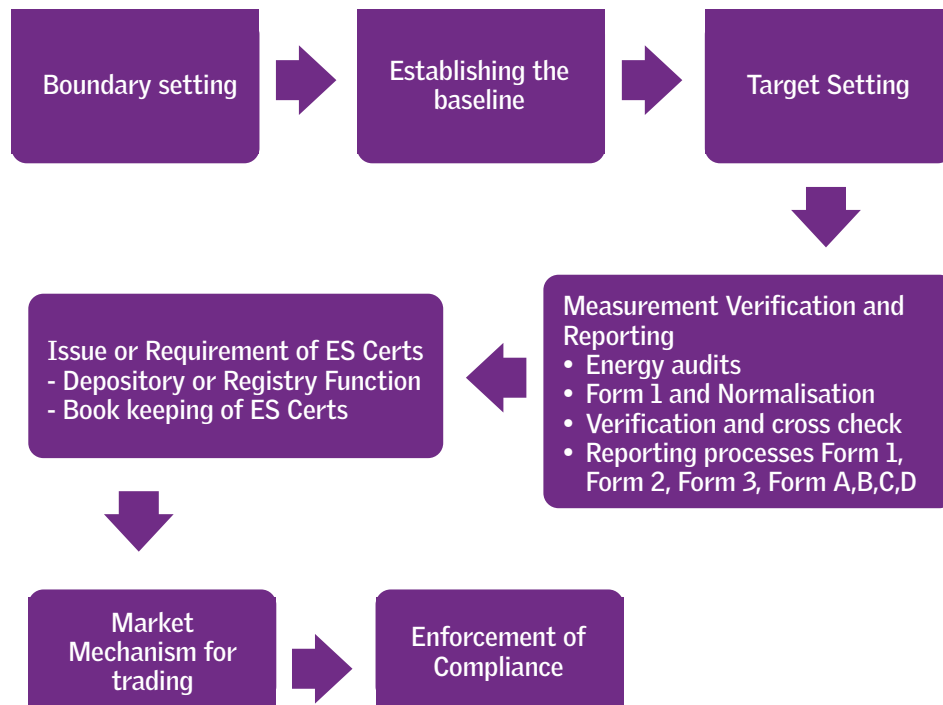 Boundary setting
Establishing the
baseline
Target Setting
Measurement Verification and
Reporting
• Energy audits
• Form 1 and Normalisation
• Verification and cross check
• Reporting processes Form 1,
Form 2, Form 3, Form A,B,C,D
Issue or Requirement of ES Certs
- Depository or Registry Function
- Book keeping of ES Certs
Market
Mechanism for
trading
Enforcement of
Compliance